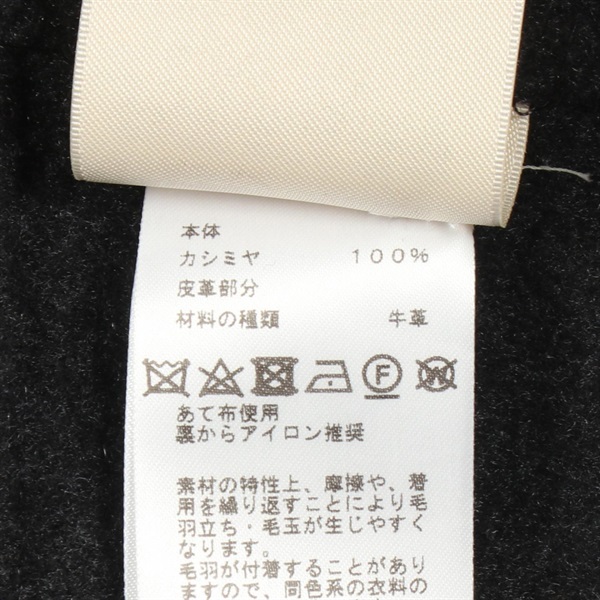 本体
カシミヤ 100%
皮革部分
材料の種類 牛革
F W
あて布使用
裏からアイロン推奨
素材の特性上、摩擦や、着
用を繰り返すことにより毛
羽立ち・毛玉が生じやすく
なります。
毛羽が付着することがあり
ますので、同色系の衣料の